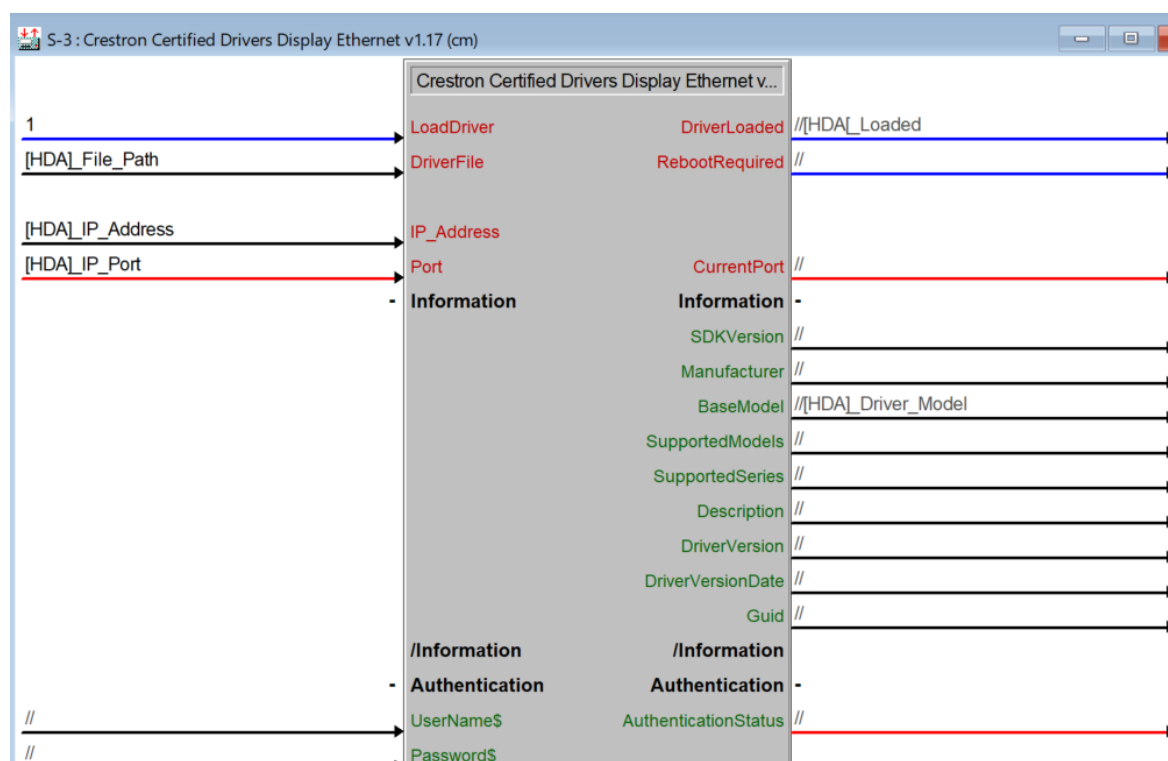 S-3 : Crestron Certified Drivers Display Ethernet v1.17 (cm)
Crestron Certified Drivers Display Ethernet v...
1 LoadDriver DriverLoaded //[HDA[_Loaded
[HDA]_File_Path DriverFile RebootRequired //
[HDA]_IP_Address IP_Address
[HDA]_IP_Port Port CurrentPort //
- Information Information -
SDKVersion //
Manufacturer //
BaseModel //[HDA]_Driver_Model
SupportedModels //
SupportedSeries //
Description //
DriverVersion //
DriverVersionDate //
Guid //
/Information /Information
- Authentication Authentication -
// UserName$ AuthenticationStatus //
// Password$